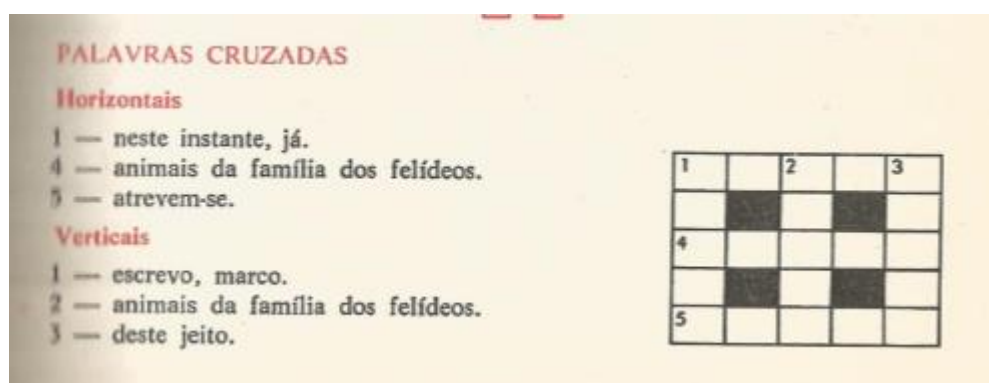 PALAVRAS CRUZADAS
Horizontais
1 — neste instante, já.
4 — animais da família dos felídeos.
5 — atrevem-se.
Verticais
1 — escrevo, marco.
2 — animais da família dos felídeos.
3 — deste jeito.
1 2 3
4
5